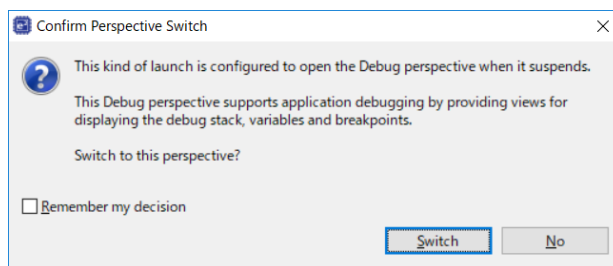 Confirm Perspective Switch
This kind of launch is configured to open the Debug perspective when it suspends.
This Debug perspective supports application debugging by providing views for
displaying the debug stack, variables and breakpoints.
Switch to this perspective?
Remember my decision
Switch
No